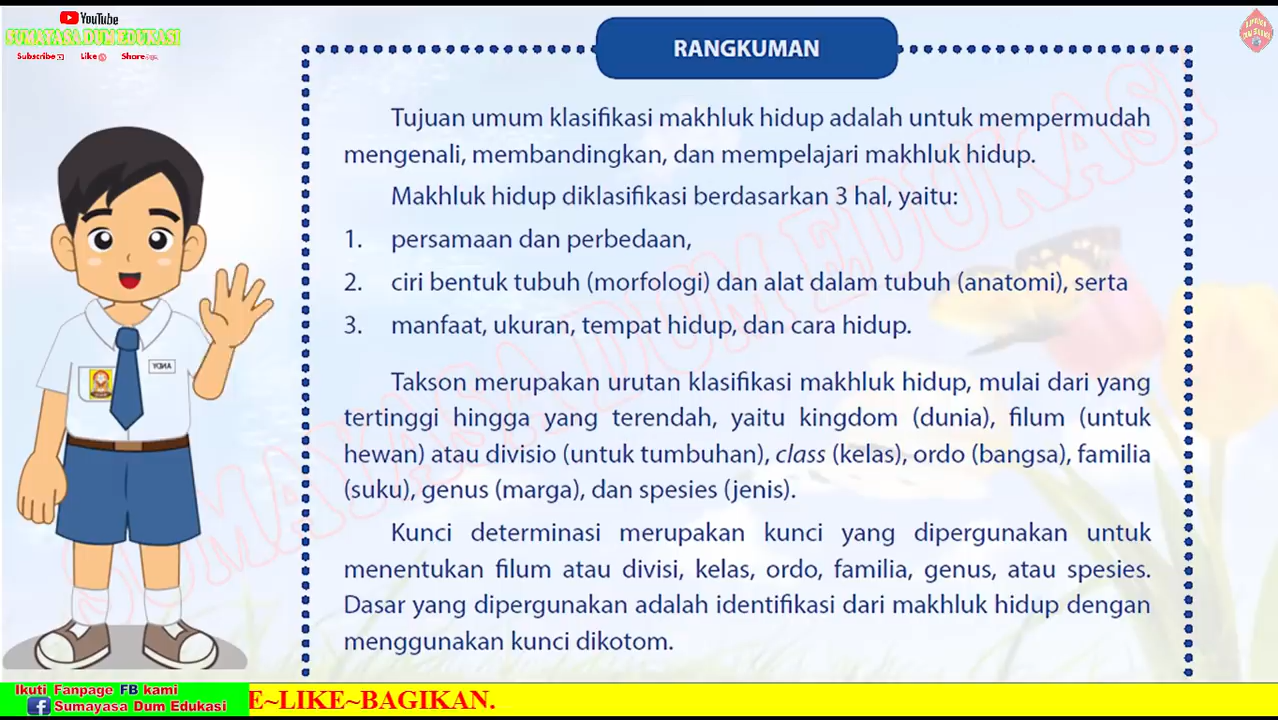 YouTube
SUMAYASA DUM EDUKASI
Subscribe Like Share
RANGKUMAN
Tujuan umum klasifikasi makhluk hidup adalah untuk mempermudah
mengenali, membandingkan, dan mempelajari makhluk hidup.
Makhluk hidup diklasifikasi berdasarkan 3 hal, yaitu:
1. persamaan dan perbedaan,
2. ciri bentuk tubuh (morfologi) dan alat dalam tubuh (anatomi), serta
3. manfaat, ukuran, tempat hidup, dan cara hidup.
Takson merupakan urutan klasifikasi makhluk hidup, mulai dari yang
tertinggi hingga yang terendah, yaitu kingdom (dunia), filum (untuk
hewan) atau divisio (untuk tumbuhan), class (kelas), ordo (bangsa), familia
(suku), genus (marga), dan spesies (jenis).
Kunci determinasi merupakan kunci yang dipergunakan untuk
menentukan filum atau divisi, kelas, ordo, familia, genus, atau spesies.
Dasar yang dipergunakan adalah identifikasi dari makhluk hidup dengan
menggunakan kunci dikotom.
SUMAYASA DUM EDUKASI
ANDY
Ikuti Fanpage FB kami
Sumayasa Dum Edukasi
E~LIKE~BAGIKAN.